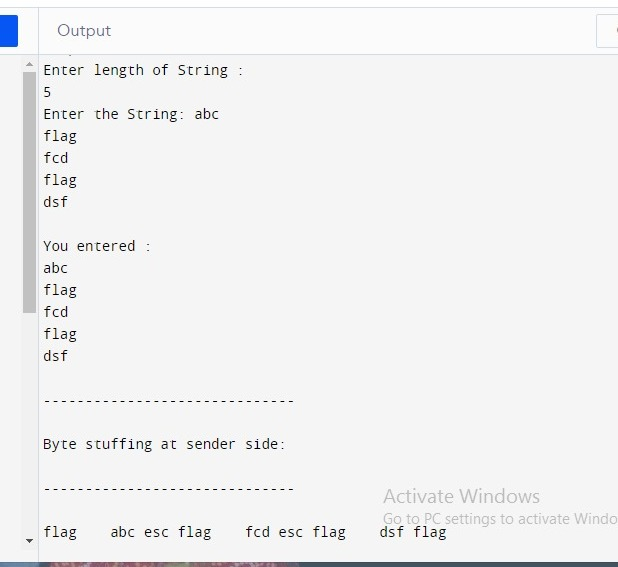 Output
Enter length of String :
5
Enter the String: abc
flag
fcd
flag
dsf
You entered :
abc
flag
fcd
flag
dsf
-----------------------------
Byte stuffing at sender side:
-----------------------------
Activate Windows
Go to PC settings to activate Windo
flag    abc esc flag    fcd esc flag    dsf flag